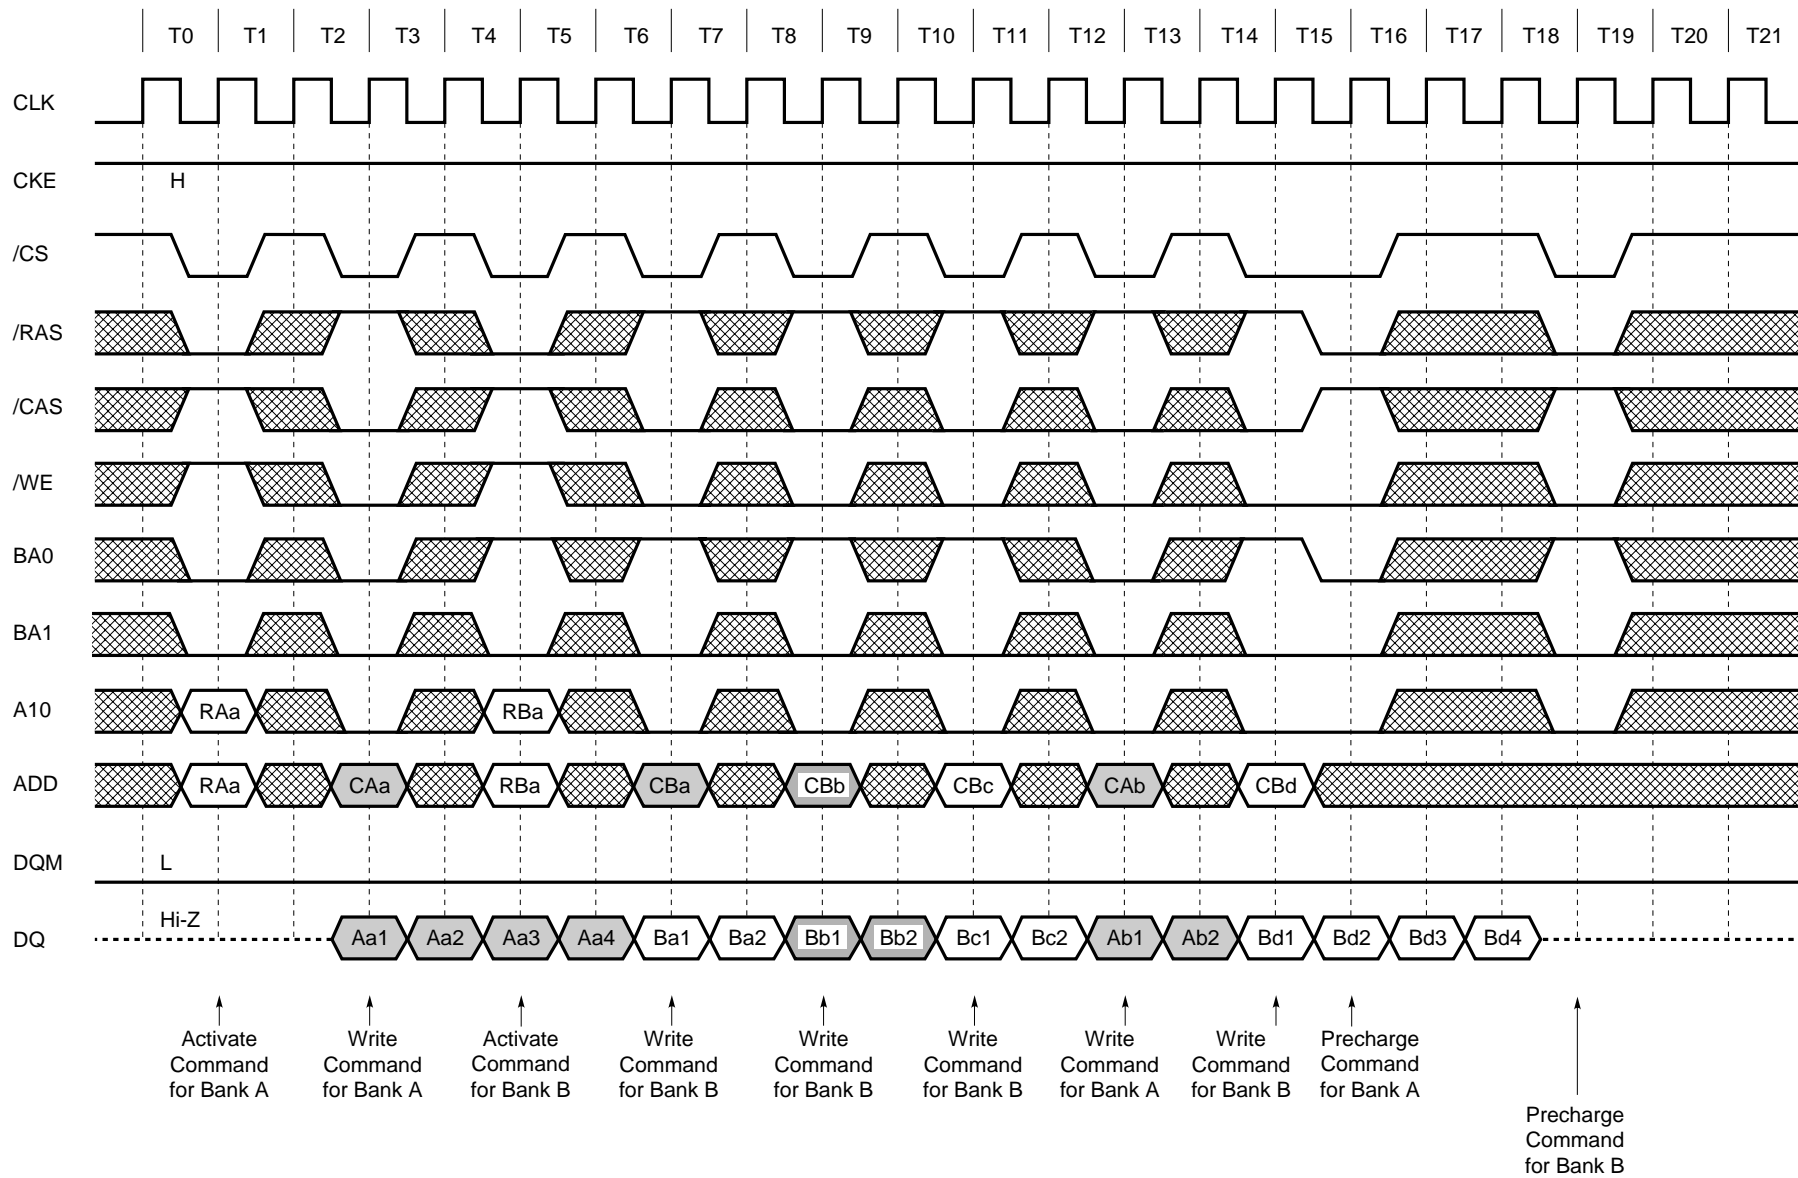 T0 T1 T2 T3 T4 T5 T6 T7 T8 T9 T10 T11 T12 T13 T14 T15 T16 T17 T18 T19 T20 T21
CLK
CKE H
/CS
/RAS
/CAS
/WE
BA0
BA1
A10 RAa RBa
ADD RAa CAa RBa CBa CBb CBc CAb CBd
DQM L
Hi-Z
DQ Aa1 Aa2 Aa3 Aa4 Ba1 Ba2 Bb1 Bb2 Bc1 Bc2 Ab1 Ab2 Bd1 Bd2 Bd3 Bd4
Activate
Command
for Bank A
Write
Command
for Bank A
Activate
Command
for Bank B
Write
Command
for Bank B
Write
Command
for Bank B
Write
Command
for Bank B
Write
Command
for Bank A
Write
Command
for Bank B
Precharge
Command
for Bank A
Precharge
Command
for Bank B